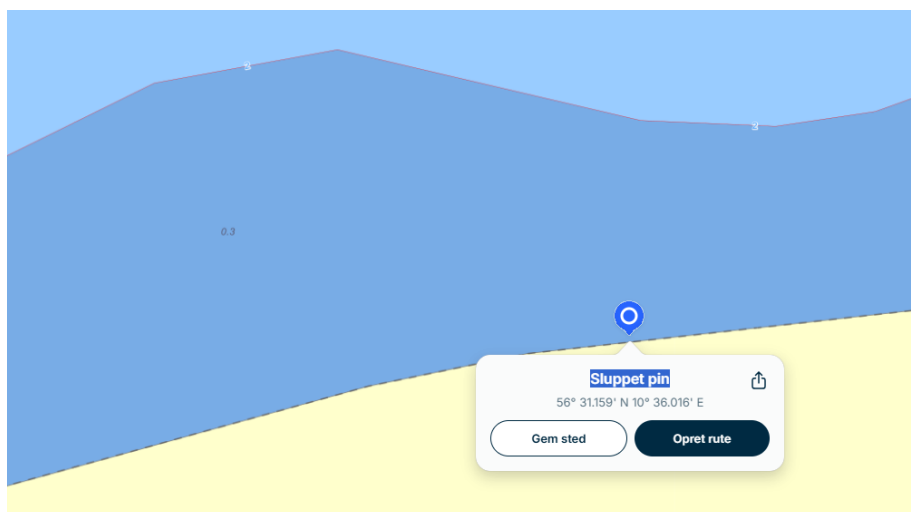 0.3
Sluppet pin
56° 31.159' N 10° 36.016' E
Gem sted
Opret rute